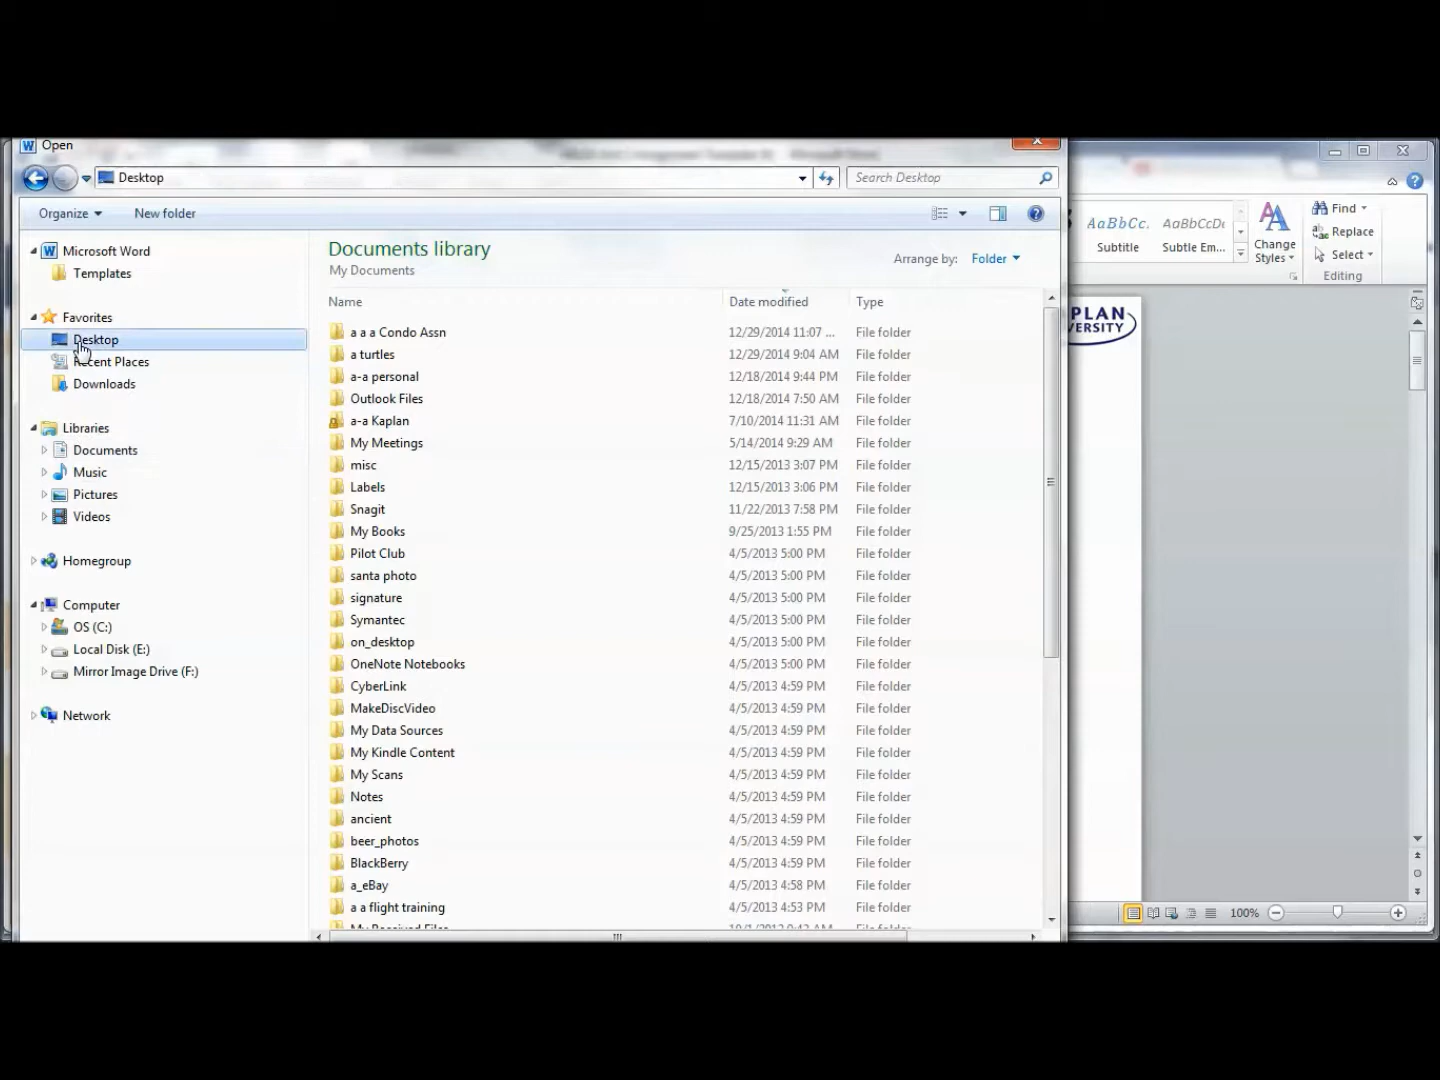 Open
Desktop
Search Desktop
Organize
New folder
Microsoft Word
Templates
Favorites
Desktop
Recent Places
Downloads
Libraries
Documents
Music
Pictures
Videos
Homegroup
Computer
OS (C:)
Local Disk (E:)
Mirror Image Drive (F:)
Network
Documents library
My Documents
Arrange by: Folder
Name Date modified Type
a a a Condo Assn 12/29/2014 11:07 ... File folder
a turtles 12/29/2014 9:04 AM File folder
a-a personal 12/18/2014 9:44 PM File folder
Outlook Files 12/18/2014 7:50 AM File folder
a-a Kaplan 7/10/2014 11:31 AM File folder
My Meetings 5/14/2014 9:29 AM File folder
misc 12/15/2013 3:07 PM File folder
Labels 12/15/2013 3:06 PM File folder
Snagit 11/22/2013 7:58 PM File folder
My Books 9/25/2013 1:55 PM File folder
Pilot Club 4/5/2013 5:00 PM File folder
santa photo 4/5/2013 5:00 PM File folder
signature 4/5/2013 5:00 PM File folder
Symantec 4/5/2013 5:00 PM File folder
on_desktop 4/5/2013 5:00 PM File folder
OneNote Notebooks 4/5/2013 5:00 PM File folder
CyberLink 4/5/2013 4:59 PM File folder
MakeDiscVideo 4/5/2013 4:59 PM File folder
My Data Sources 4/5/2013 4:59 PM File folder
My Kindle Content 4/5/2013 4:59 PM File folder
My Scans 4/5/2013 4:59 PM File folder
Notes 4/5/2013 4:59 PM File folder
ancient 4/5/2013 4:59 PM File folder
beer_photos 4/5/2013 4:59 PM File folder
BlackBerry 4/5/2013 4:59 PM File folder
a_eBay 4/5/2013 4:58 PM File folder
a a flight training 4/5/2013 4:53 PM File folder
AaBbCc. AaBbCcDc
Subtitle Subtle Em...
Change
Styles
Find
Replace
Select
Editing
PLAN
VERSITY
100%